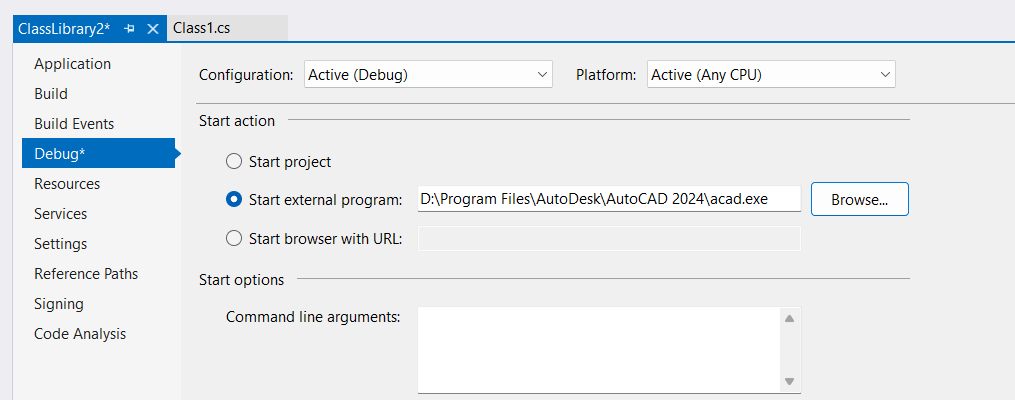 ClassLibrary2*
Class1.cs
Application
Build
Build Events
Debug*
Resources
Services
Settings
Reference Paths
Signing
Code Analysis
Configuration: Active (Debug) Platform: Active (Any CPU)
Start action
Start project
Start external program: D:\Program Files\AutoDesk\AutoCAD 2024\acad.exe Browse...
Start browser with URL:
Start options
Command line arguments: